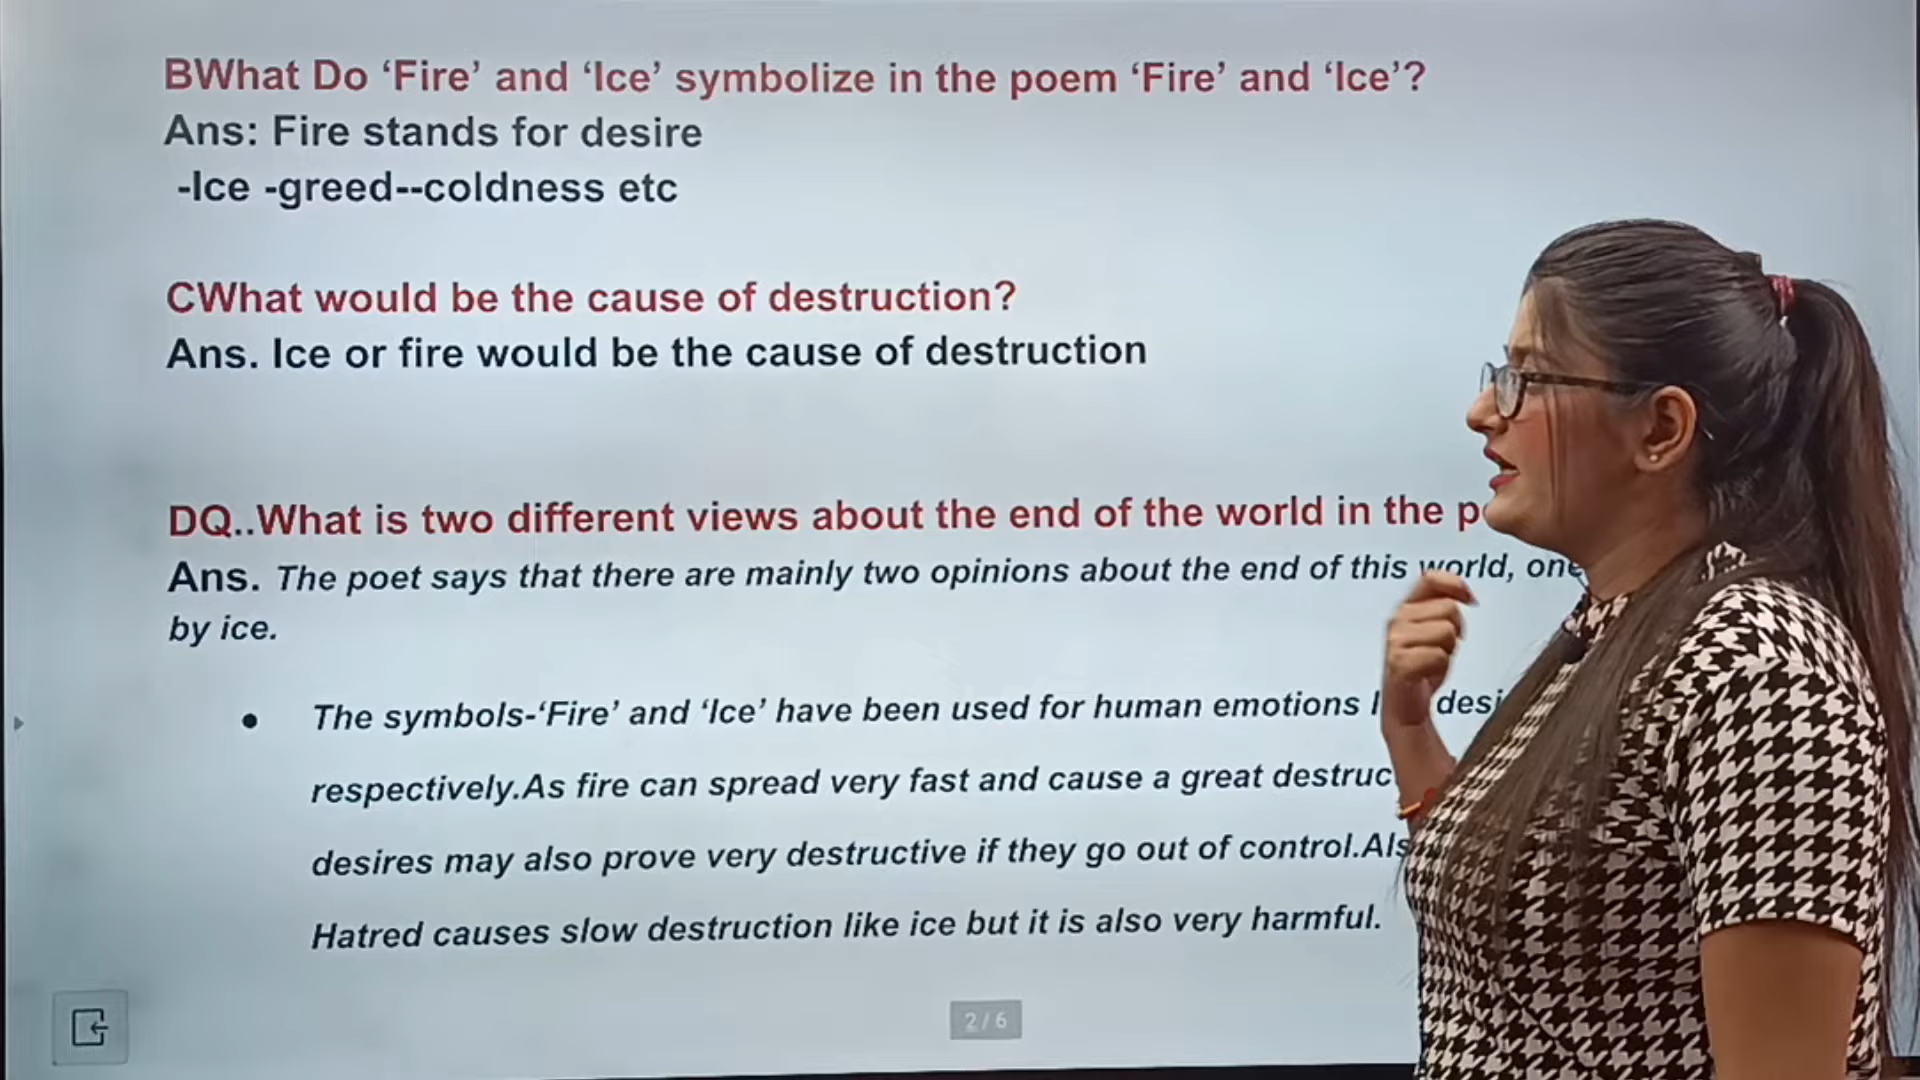 BWhat Do ‘Fire’ and ‘Ice’ symbolize in the poem ‘Fire’ and ‘Ice’?
Ans: Fire stands for desire
-Ice -greed--coldness etc
CWhat would be the cause of destruction?
Ans. Ice or fire would be the cause of destruction
DQ..What is two different views about the end of the world in the
Ans. The poet says that there are mainly two opinions about the end of this world, one
by ice.
The symbols-‘Fire’ and ‘Ice’ have been used for human emotions
respectively.As fire can spread very fast and cause a great
desires may also prove very destructive if they go out of control.
Hatred causes slow destruction like ice but it is also very harmful.
2/6